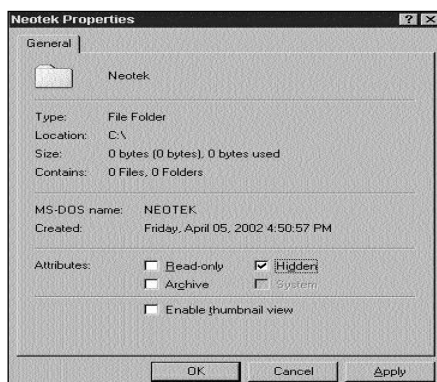 Neotek Properties
General
Neotek
Type: File Folder
Location: C:\
Size: 0 bytes (0 bytes), 0 bytes used
Contains: 0 Files, 0 Folders
MS-DOS name: NEOTEK
Created: Friday, April 05, 2002 4:50:57 PM
Attributes: Read-only Hidden
Archive System
Enable thumbnail view
OK Cancel Apply